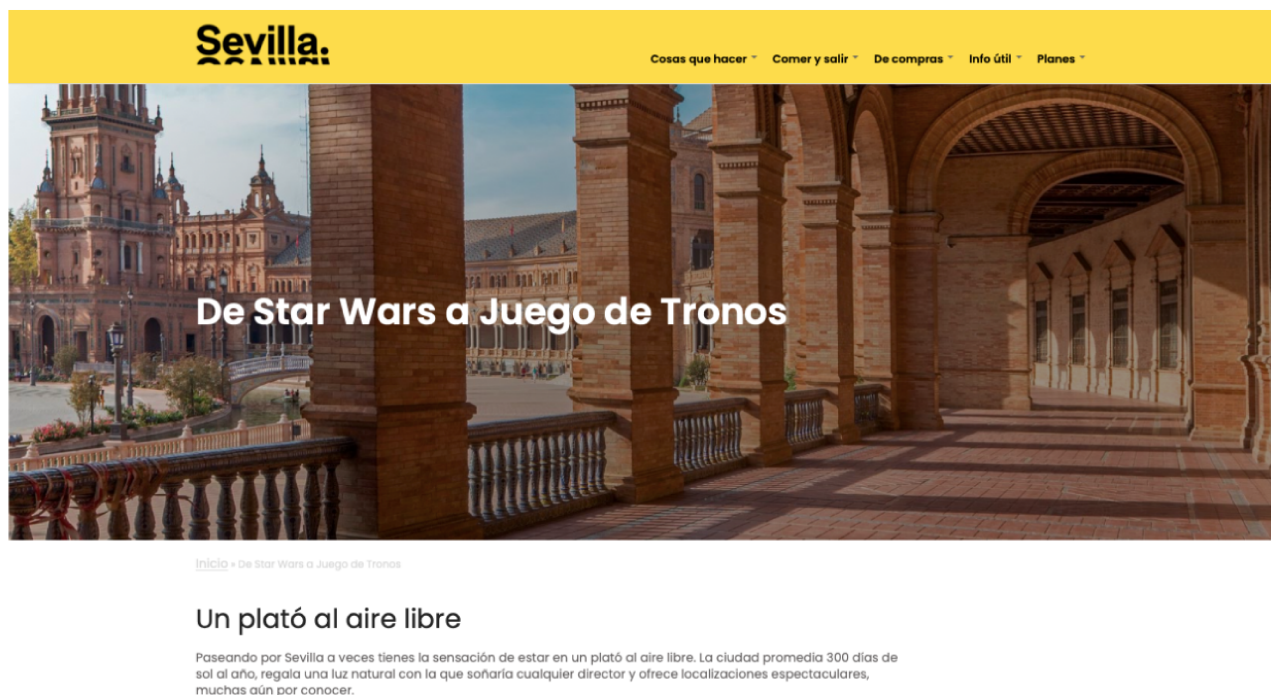 Sevilla.
Cosas que hacer Comer y salir De compras Info útil Planes
De Star Wars a Juego de Tronos
Inicio » De Star Wars a Juego de Tronos
Un plató al aire libre
Paseando por Sevilla a veces tienes la sensación de estar en un plató al aire libre. La ciudad promedia 300 días de
sol al año, regala una luz natural con la que soñaría cualquier director y ofrece localizaciones espectaculares,
muchas aún por conocer.